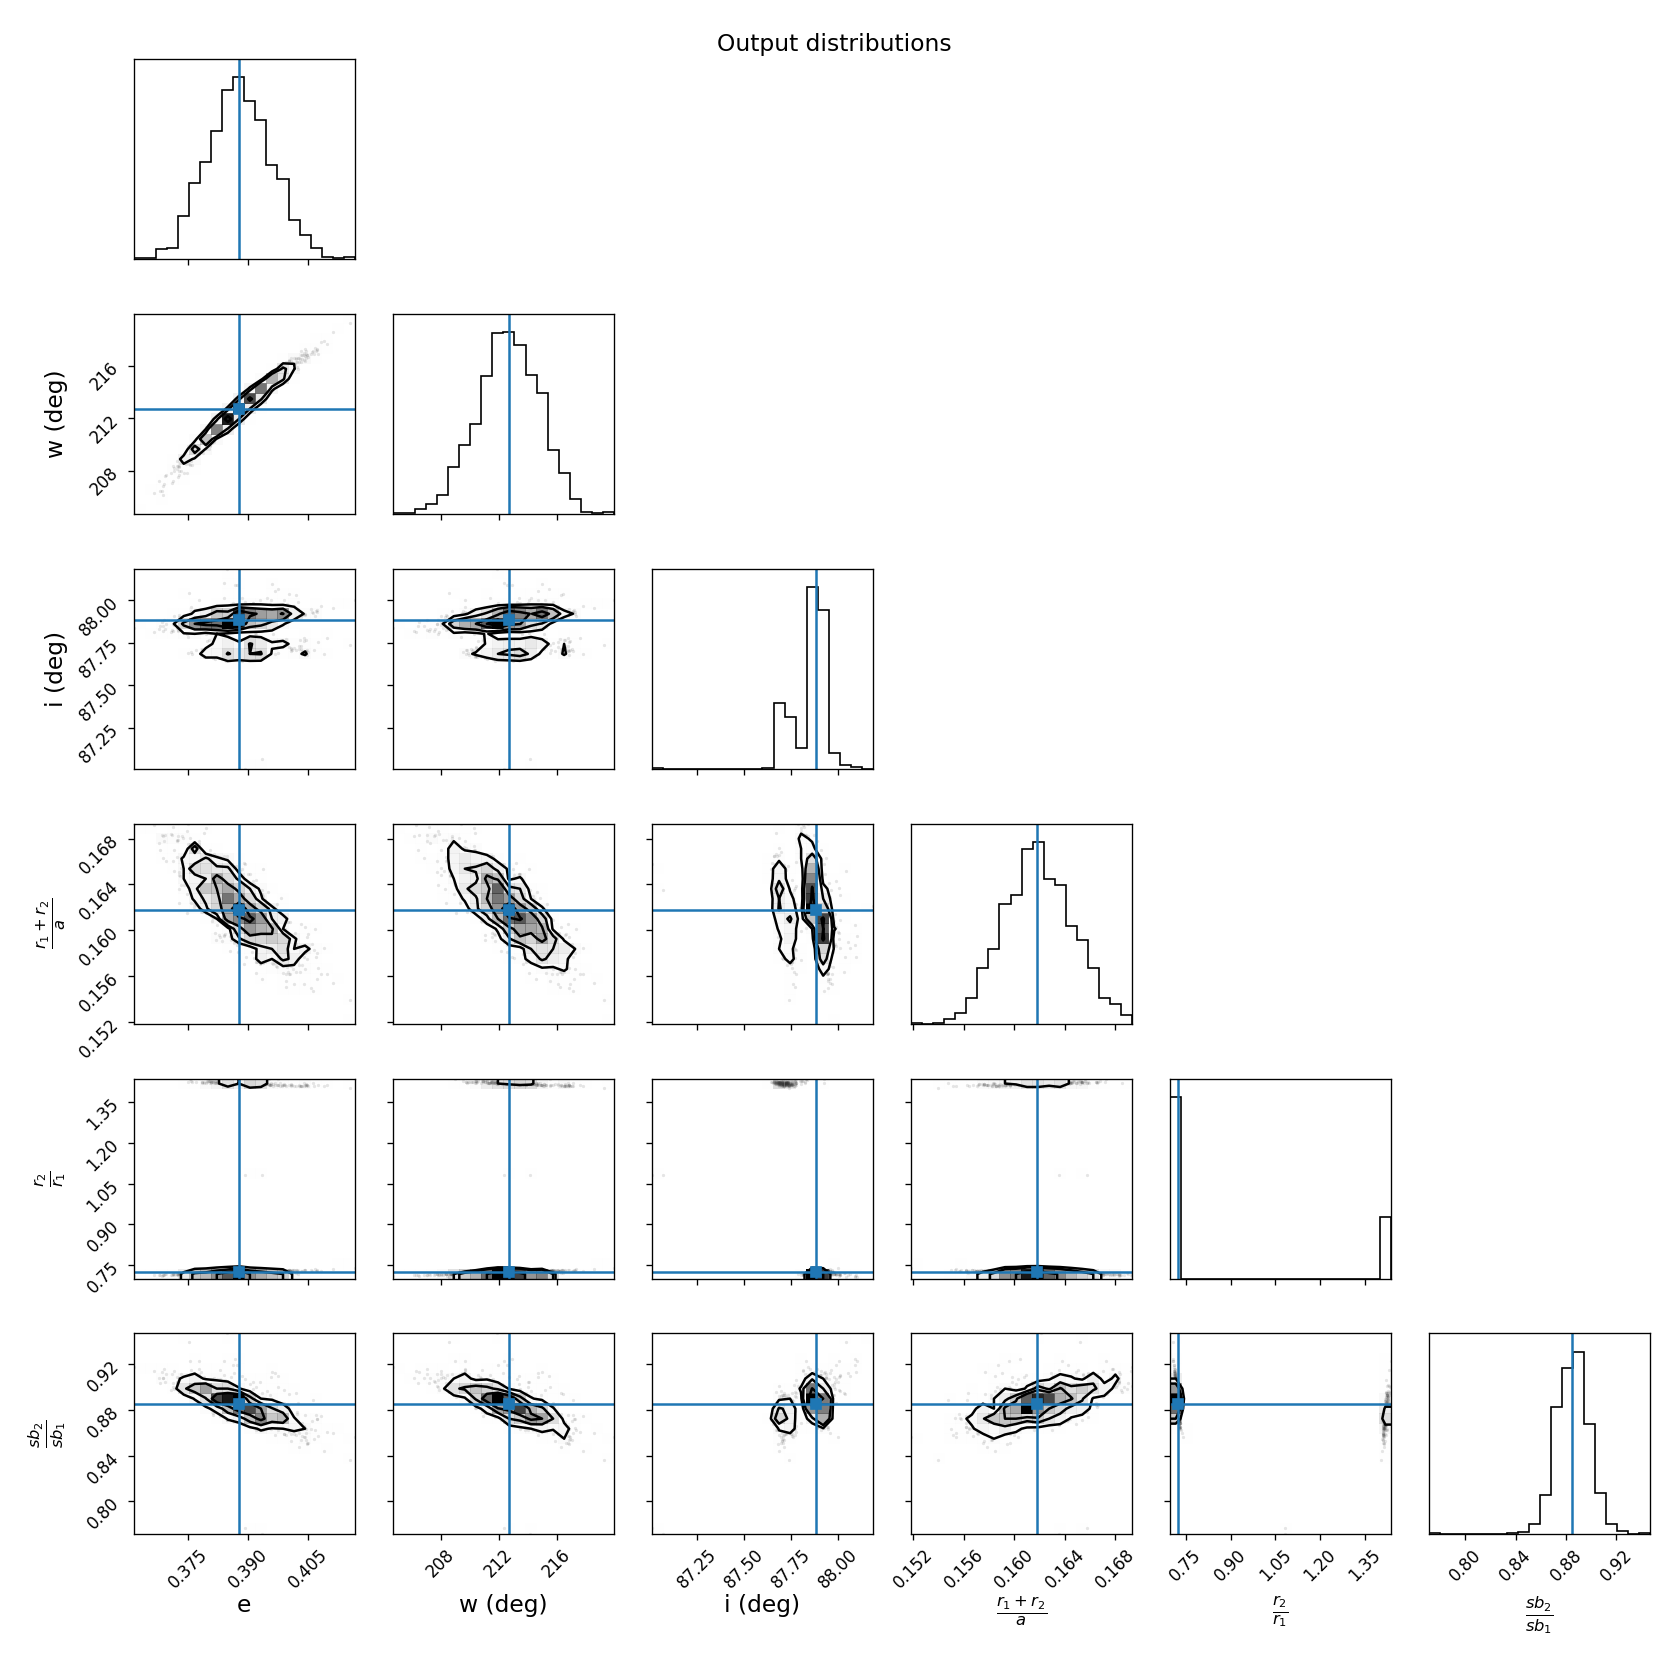 Output distributions
w (deg)
216
212
208
i (deg)
88.00
87.75
87.50
87.25
r₁ + r₂
a
0.168
0.164
0.160
0.156
0.152
r₂
r₁
1.35
1.20
1.05
0.90
0.75
sb₂
sb₁
0.92
0.88
0.84
0.80
0.375 0.390 0.405 208 212 216 87.25 87.50 87.75 88.00 0.152 0.156 0.160 0.164 0.168 0.75 0.90 1.05 1.20 1.35 0.80 0.84 0.88 0.92
e w (deg) i (deg)
r₁ + r₂
a
r₂
r₁
sb₂
sb₁